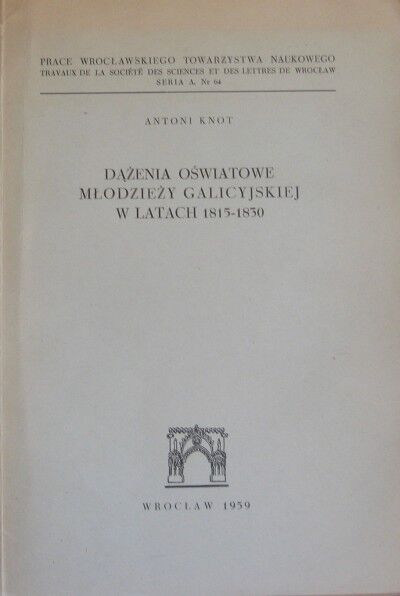 PRACE WROCŁAWSKIEGO TOWARZYSTWA NAUKOWEGO
TRAVAUX DE LA SOCIÉTÉ DES SCIENCES ET DES LETTRES DE WROCŁAW
SERIA A. Nr 64
ANTONI KNOT
DĄŻENIA OŚWIATOWE
MŁODZIEŻY GALICYJSKIEJ
W LATACH 1815-1830
WROCŁAW 1959